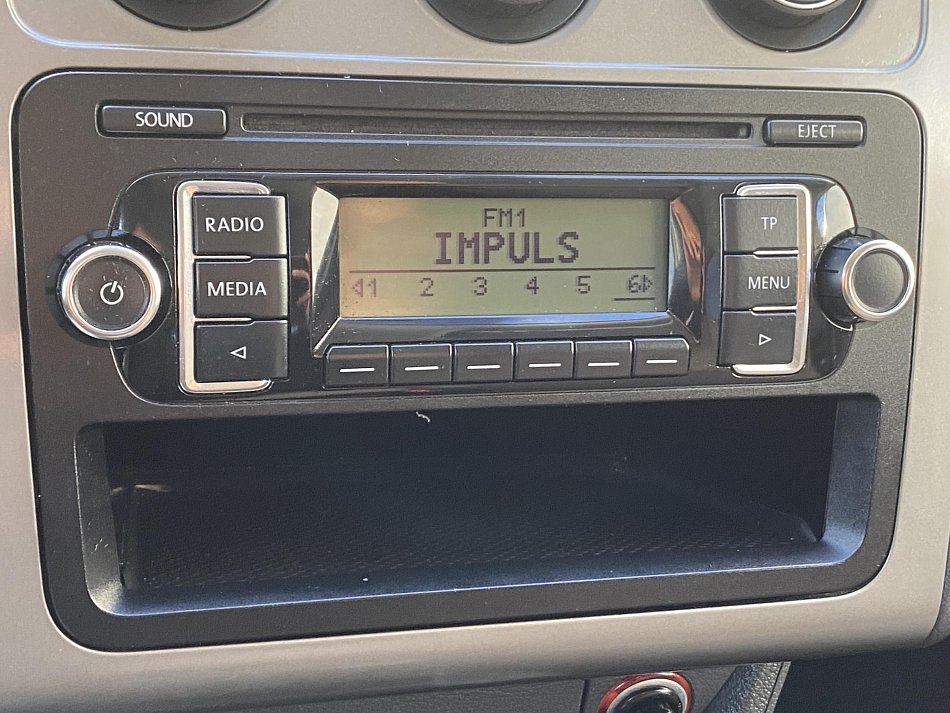 SOUND
EJECT
RADIO
FM1
TP
IMPULS
MEDIA
MENU
1 2 3 4 5 6